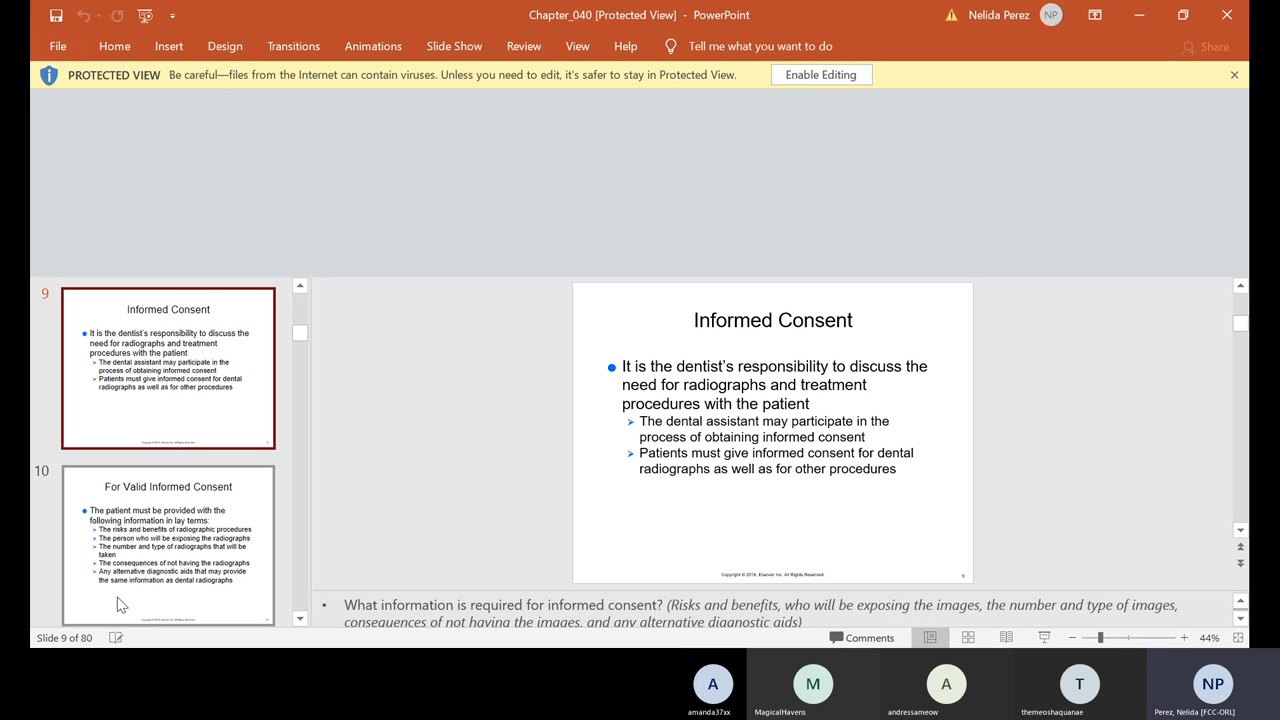 Chapter_040 [Protected View] - PowerPoint
Nelida Perez
NP
File Home Insert Design Transitions Animations Slide Show Review View Help Tell me what you want to do
Share
PROTECTED VIEW Be careful—files from the Internet can contain viruses. Unless you need to edit, it's safer to stay in Protected View.
Enable Editing
9
Informed Consent
It is the dentist's responsibility to discuss the
need for radiographs and treatment
procedures with the patient
The dental assistant may participate in the
process of obtaining informed consent
Patients must give informed consent for dental
radiographs as well as for other procedures
10
For Valid Informed Consent
The patient must be provided with the
following information in lay terms:
The risks and benefits of radiographic procedures
The person who will be exposing the radiographs
The number and type of radiographs that will be
taken
The consequences of not having the radiographs
Any alternative diagnostic aids that may provide
the same information as dental radiographs
Informed Consent
It is the dentist's responsibility to discuss the
need for radiographs and treatment
procedures with the patient
The dental assistant may participate in the
process of obtaining informed consent
Patients must give informed consent for dental
radiographs as well as for other procedures
Copyright © 2018, Elsevier Inc. All Rights Reserved.
9
• What information is required for informed consent? (Risks and benefits, who will be exposing the images, the number and type of images,
consequences of not having the images, and any alternative diagnostic aids)
Slide 9 of 80
Comments
44%
A
M
A
T
NP
amanda37xx
MagicalHavens
andressameow
themeoshaquanae
Perez, Nelida [FCC-ORL]